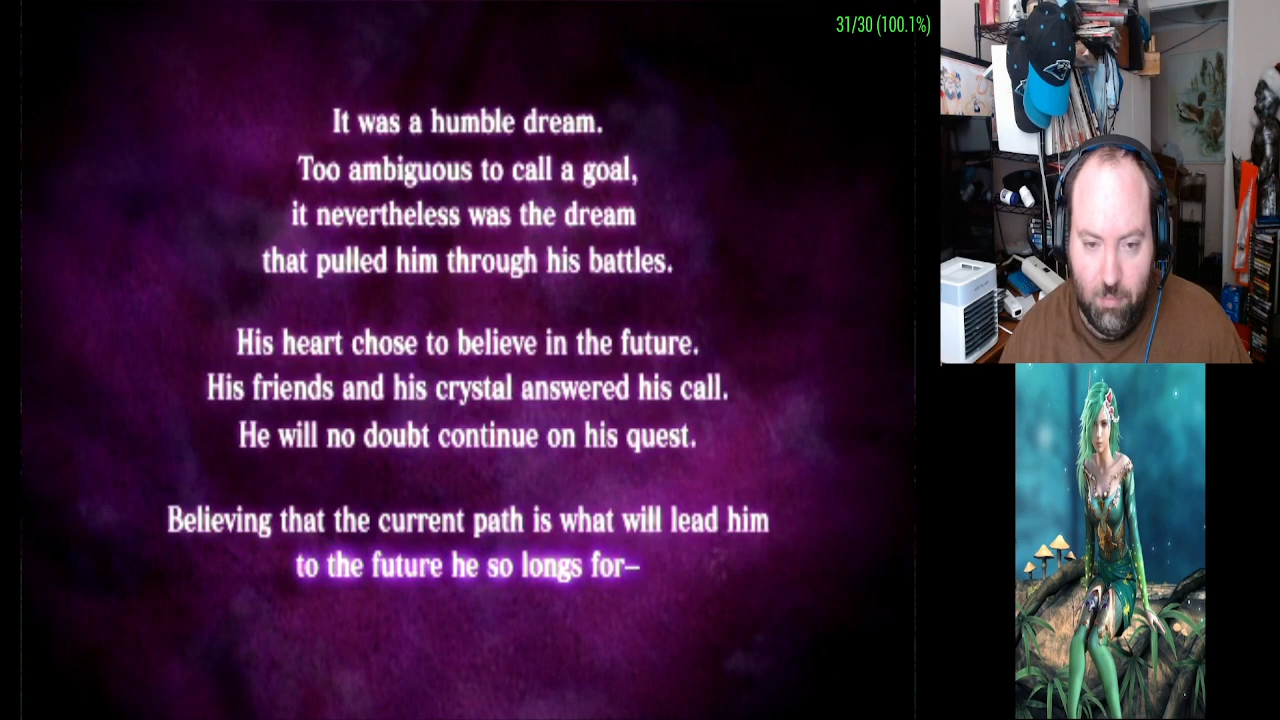 31/30 (100.1%)
It was a humble dream.
Too ambiguous to call a goal,
it nevertheless was the dream
that pulled him through his battles.
His heart chose to believe in the future.
His friends and his crystal answered his call.
He will no doubt continue on his quest.
Believing that the current path is what will lead him
to the future he so longs for–